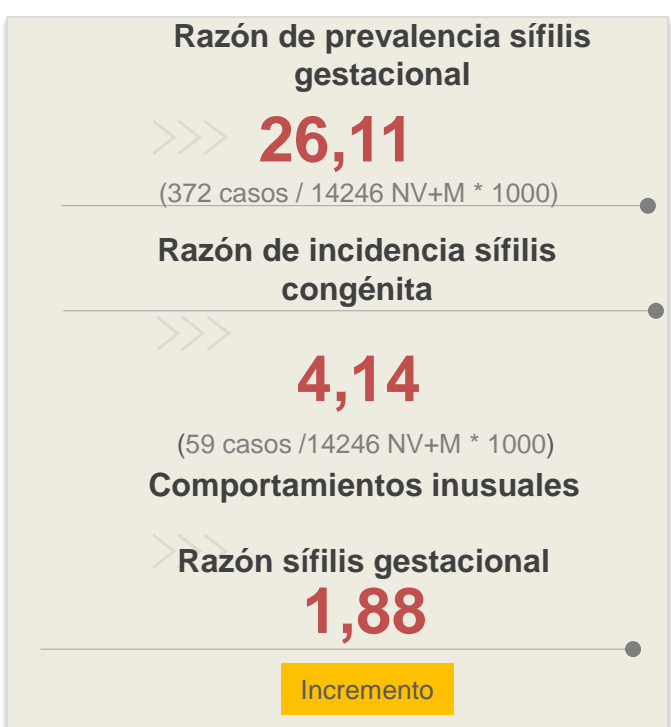 Razón de prevalencia sífilis
gestacional
26,11
(372 casos / 14246 NV+M * 1000)
Razón de incidencia sífilis
congénita
4,14
(59 casos /14246 NV+M * 1000)
Comportamientos inusuales
Razón sífilis gestacional
1,88
Incremento